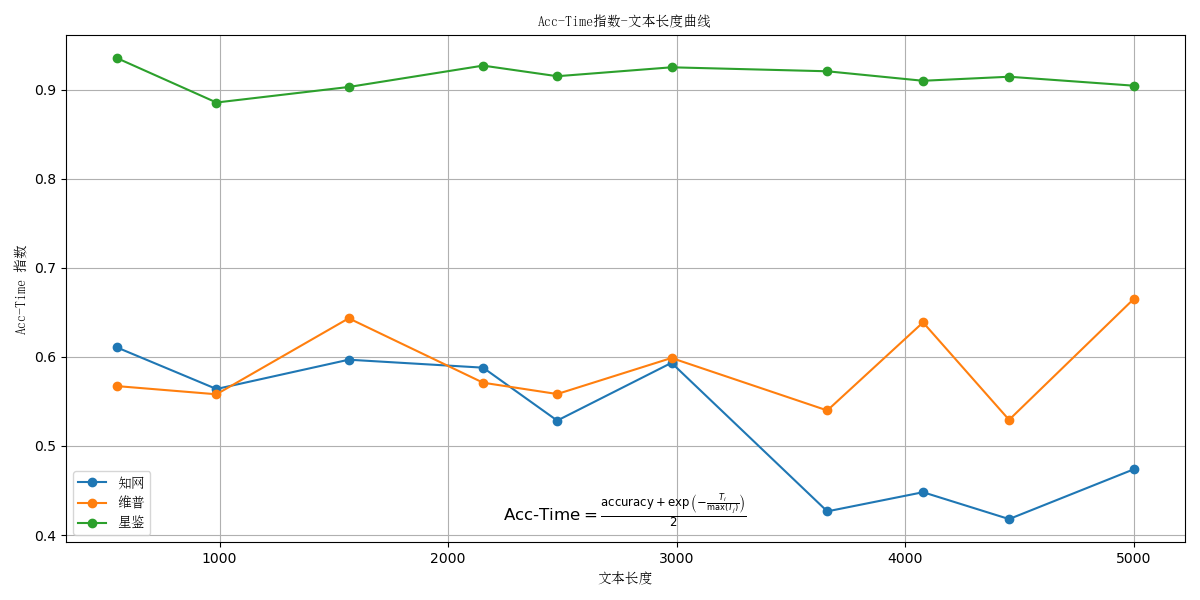 Acc-Time指数-文本长度曲线
Acc-Time 指数
0.9
0.8
0.7
0.6
0.5
0.4
知网
维普
星鉴
Acc-Time = \frac{accuracy + exp(-\frac{T_i}{max(T_j)})}{2}
1000 2000 3000 4000 5000
文本长度